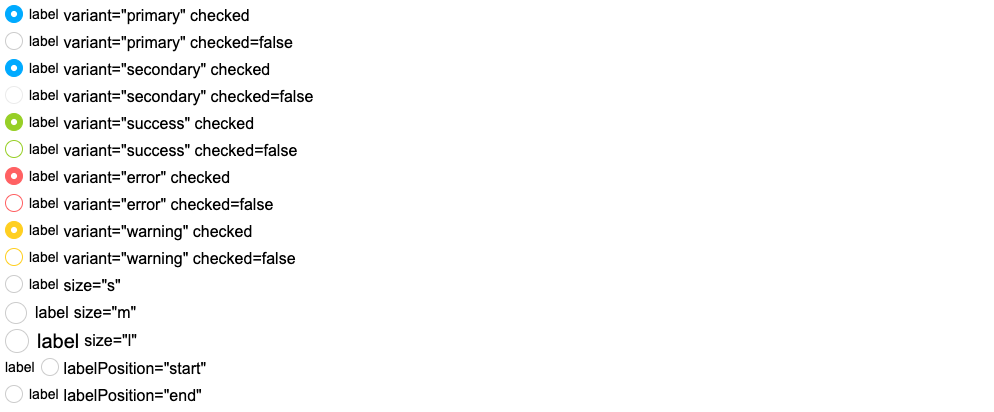 label variant="primary" checked
label variant="primary" checked=false
label variant="secondary" checked
label variant="secondary" checked=false
label variant="success" checked
label variant="success" checked=false
label variant="error" checked
label variant="error" checked=false
label variant="warning" checked
label variant="warning" checked=false
label size="s"
label size="m"
label size="l"
label labelPosition="start"
label labelPosition="end"